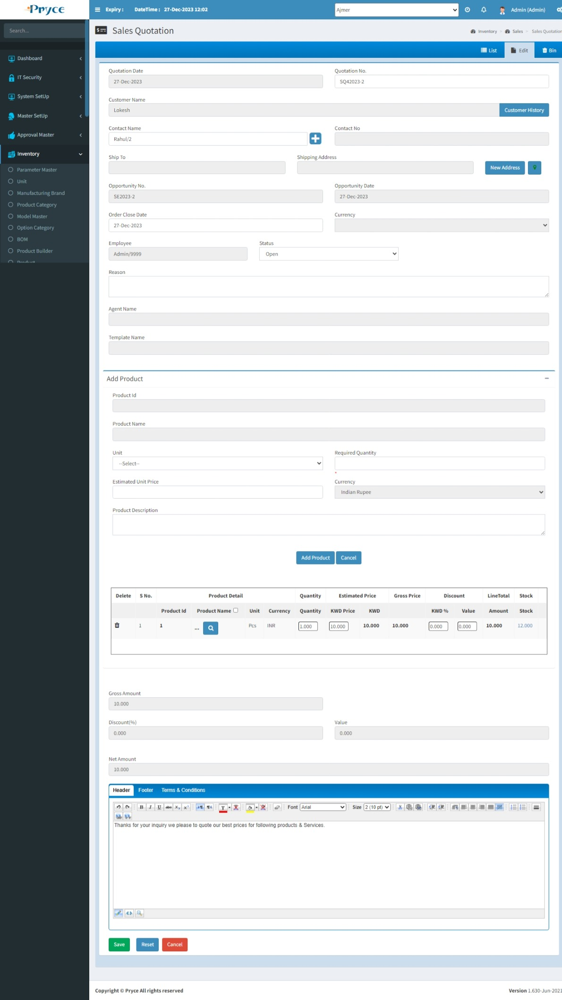 Pryce
Expiry : DateTime : 27-Dec-2023 12:02 Ajmer Admin (Admin)
Search...
Sales Quotation
Inventory > Sales > Sales Quotation
List Edit Bin
Dashboard
IT Security
System SetUp
Master SetUp
Approval Master
Inventory
Parameter Master
Unit
Manufacturing Brand
Product Category
Model Master
Option Category
BOM
Product Builder
Product
Quotation Date Quotation No.
27-Dec-2023 SQ42023-2
Customer Name
Lokesh Customer History
Contact Name Contact No
Rahul/2
Ship To Shipping Address
New Address
Opportunity No. Opportunity Date
SE2023-2 27-Dec-2023
Order Close Date Currency
27-Dec-2023
Employee Status
Admin/9999 Open
Reason
Agent Name
Template Name
Add Product
Product Id
Product Name
Unit Required Quantity
--Select--
*
Estimated Unit Price Currency
Indian Rupee
Product Description
Add Product Cancel
Delete S No. Product Detail Quantity Estimated Price Gross Price Discount LineTotal Stock
Product Id Product Name Unit Currency Quantity KWD Price KWD KWD % Value Amount Stock
1 1 ... Pcs INR 1.000 10.000 10.000 10.000 0.000 0.000 10.000 12.000
Gross Amount
10.000
Discount(%) Value
0.000 0.000
Net Amount
10.000
Header Footer Terms & Conditions
Font Arial Size 2 (10 pt)
Thanks for your inquiry we please to quote our best prices for following products & Services.
Save Reset Cancel
Copyright © Pryce All rights reserved Version 1.630-Jun-2021